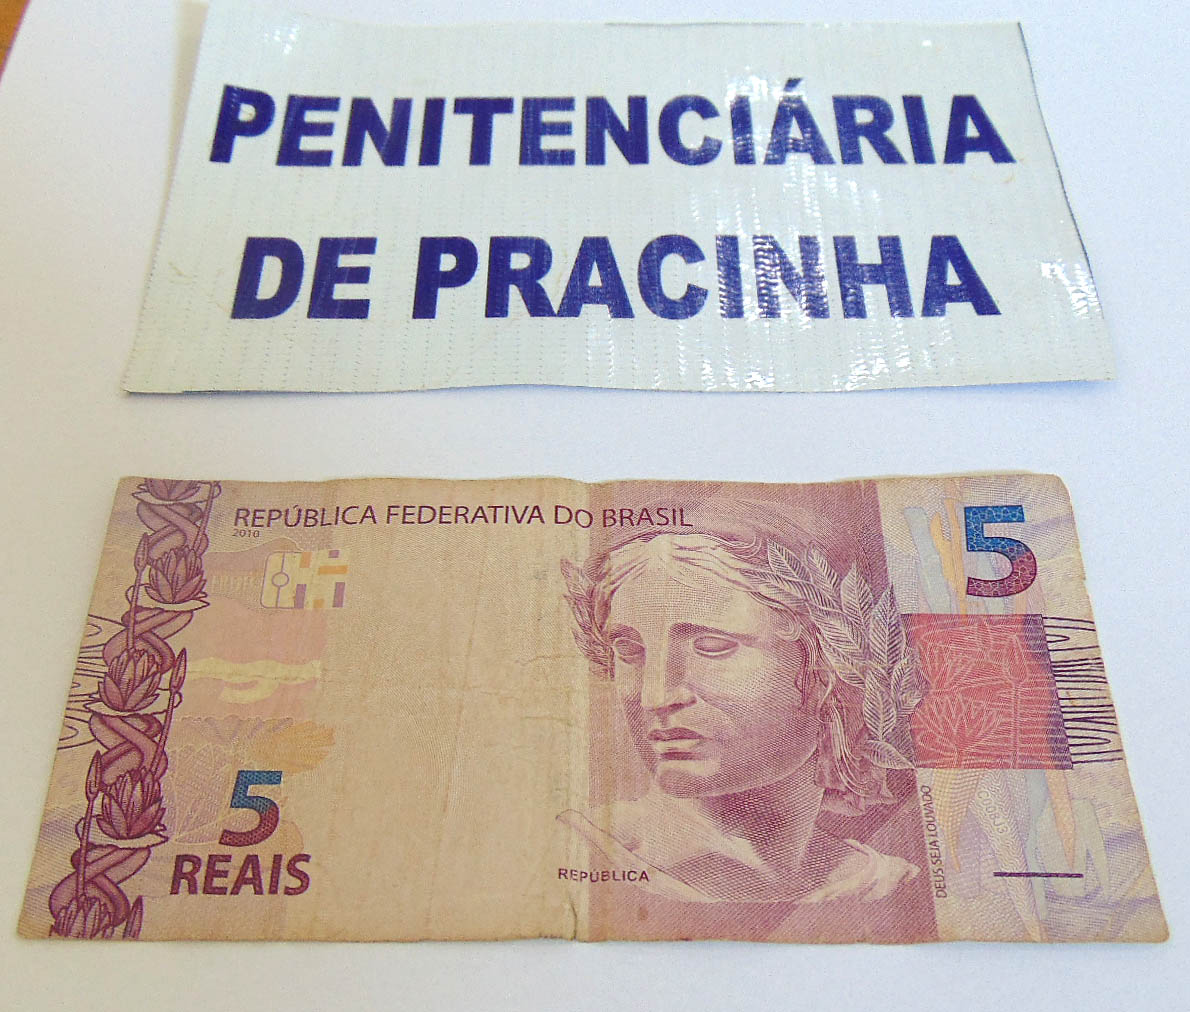 PENITENCIÁRIA
DE PRACINHA
REPÚBLICA FEDERATIVA DO BRASIL
2010
5
5
REAIS
REPÚBLICA
DEUS SEJA LOUVADO